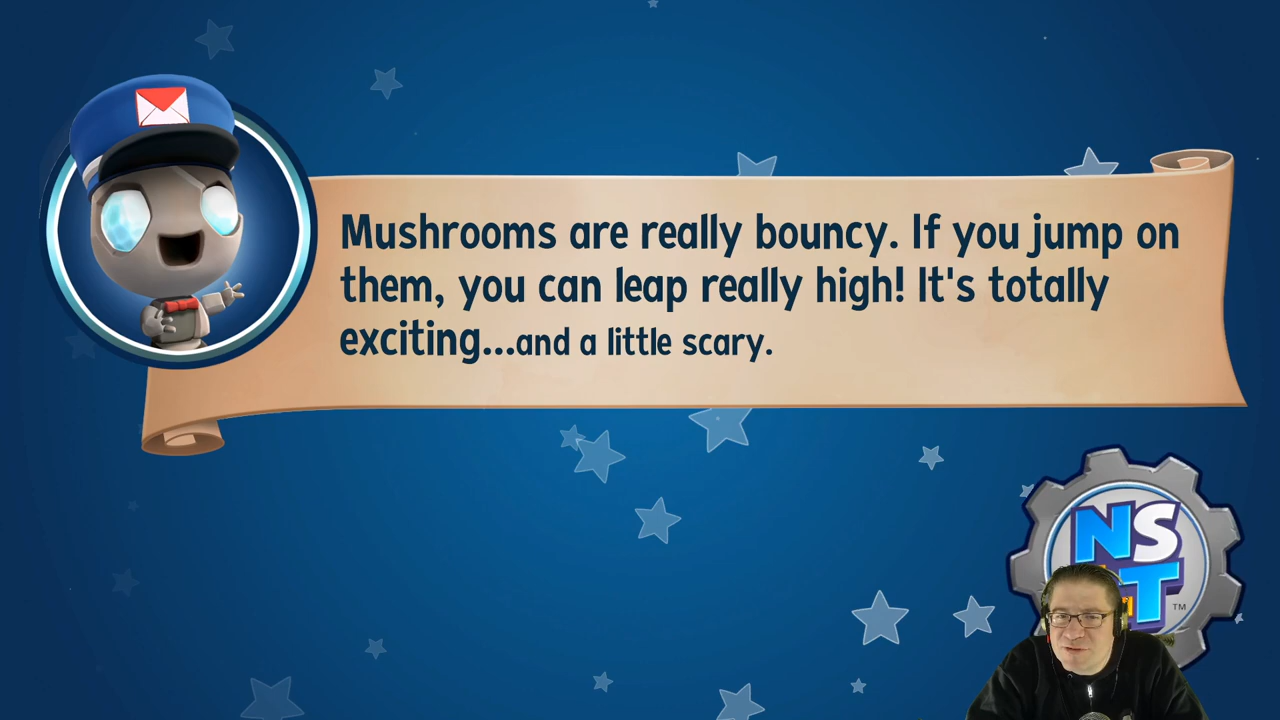 Mushrooms are really bouncy. If you jump on
them, you can leap really high! It's totally
exciting...and a little scary.
NS
T
TM